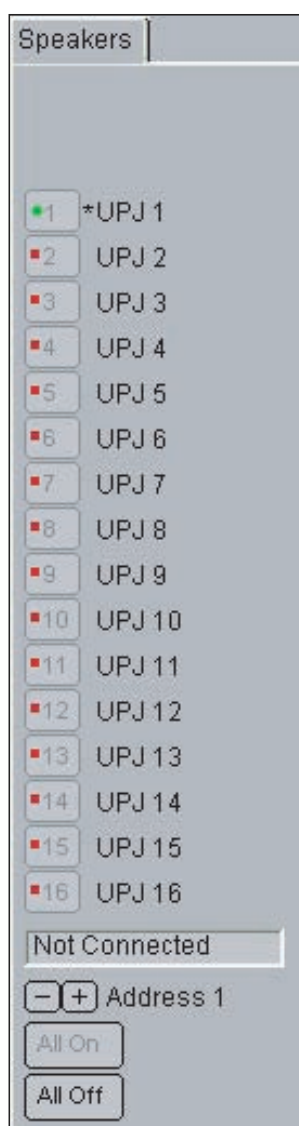 Speakers
1 *UPJ 1
2 UPJ 2
3 UPJ 3
4 UPJ 4
5 UPJ 5
6 UPJ 6
7 UPJ 7
8 UPJ 8
9 UPJ 9
10 UPJ 10
11 UPJ 11
12 UPJ 12
13 UPJ 13
14 UPJ 14
15 UPJ 15
16 UPJ 16
Not Connected
− + Address 1
All On
All Off